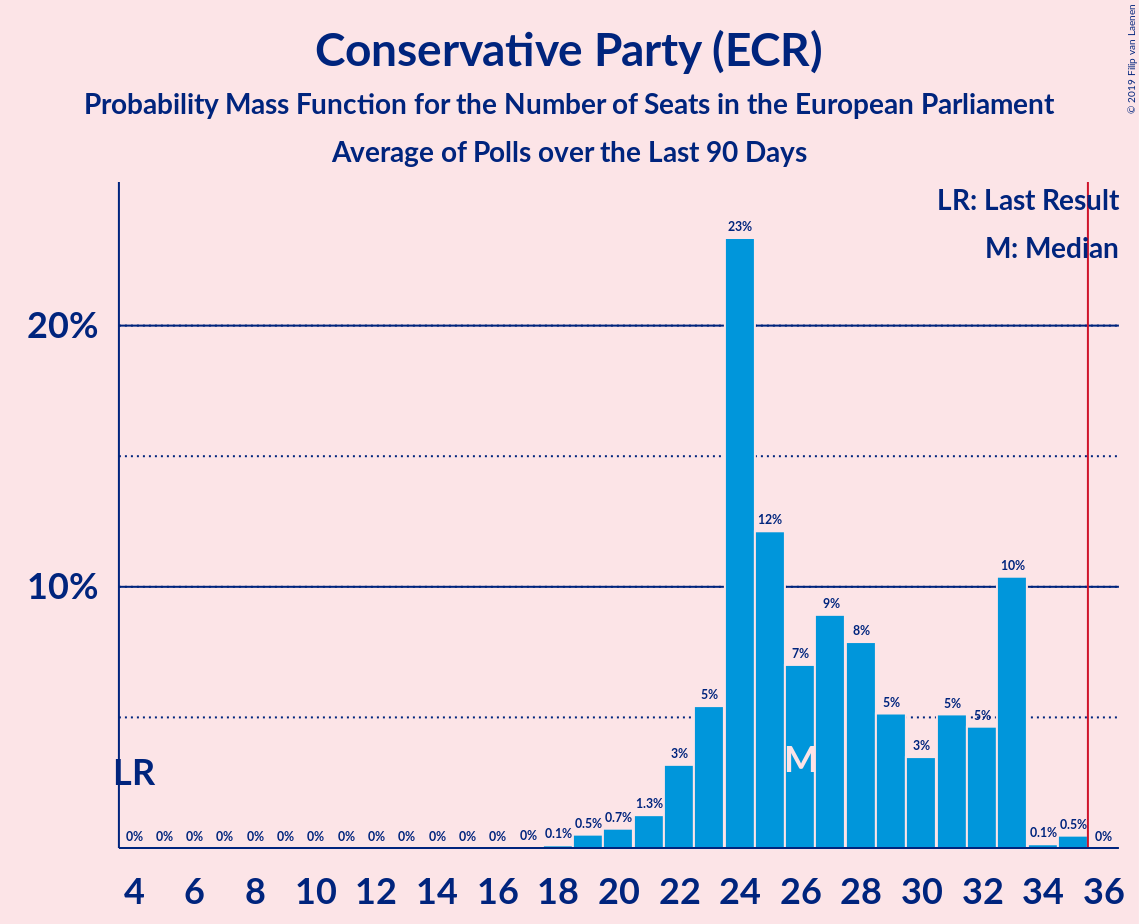 Conservative Party (ECR)
Probability Mass Function for the Number of Seats in the European Parliament
Average of Polls over the Last 90 Days
© 2019 Filip van Laenen
LR: Last Result
M: Median
23%
20%
12%
10%
10%
9%
8%
7%
5%
5%
5%
5%
3%
3%
M
LR
1.3%
0.7%
0.5%
0.1%
0.1%
0.5%
0% 0% 0% 0% 0% 0% 0% 0% 0% 0% 0% 0% 0% 0% 0%
4 6 8 10 12 14 16 18 20 22 24 26 28 30 32 34 36